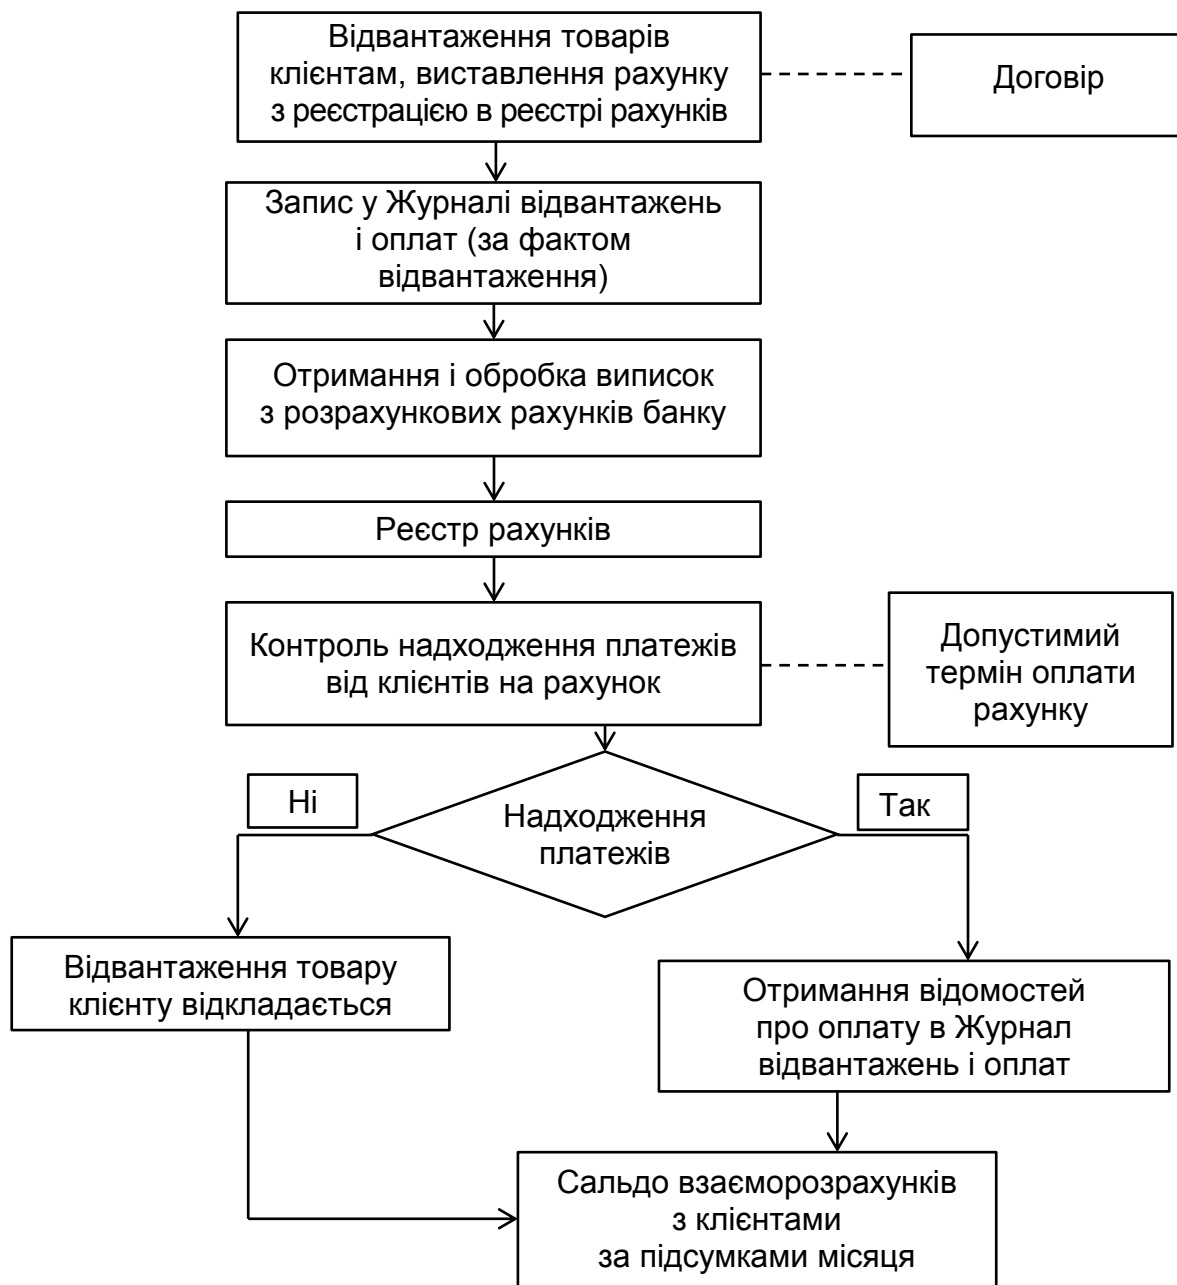 Відвантаження товарів
клієнтам, виставлення рахунку
з реєстрацією в реєстрі рахунків
Договір
Запис у Журналі відвантажень
і оплат (за фактом
відвантаження)
Отримання і обробка виписок
з розрахункових рахунків банку
Реєстр рахунків
Контроль надходження платежів
від клієнтів на рахунок
Допустимий
термін оплати
рахунку
Надходження
платежів
Ні
Так
Відвантаження товару
клієнту відкладається
Отримання відомостей
про оплату в Журнал
відвантажень і оплат
Сальдо взаєморозрахунків
з клієнтами
за підсумками місяця